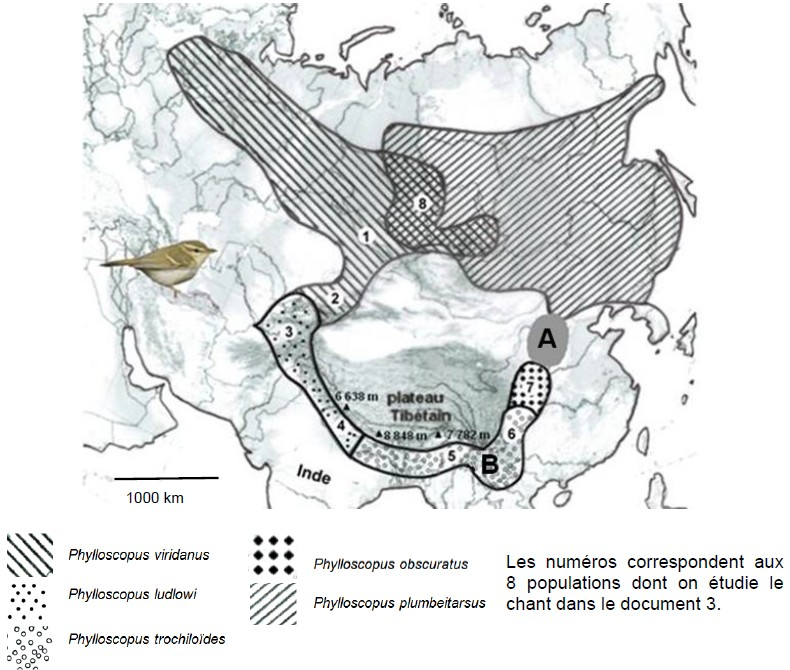 8
1
2
A
3
7
6 638 m plateau
Tibétain
4
8 848 m 7 782 m
6
5
B
Inde
1000 km
Phylloscopus viridanus
Phylloscopus ludlowi
Phylloscopus trochiloïdes
Phylloscopus obscuratus
Phylloscopus plumbeitarsus
Les numéros correspondent aux
8 populations dont on étudie le
chant dans le document 3.